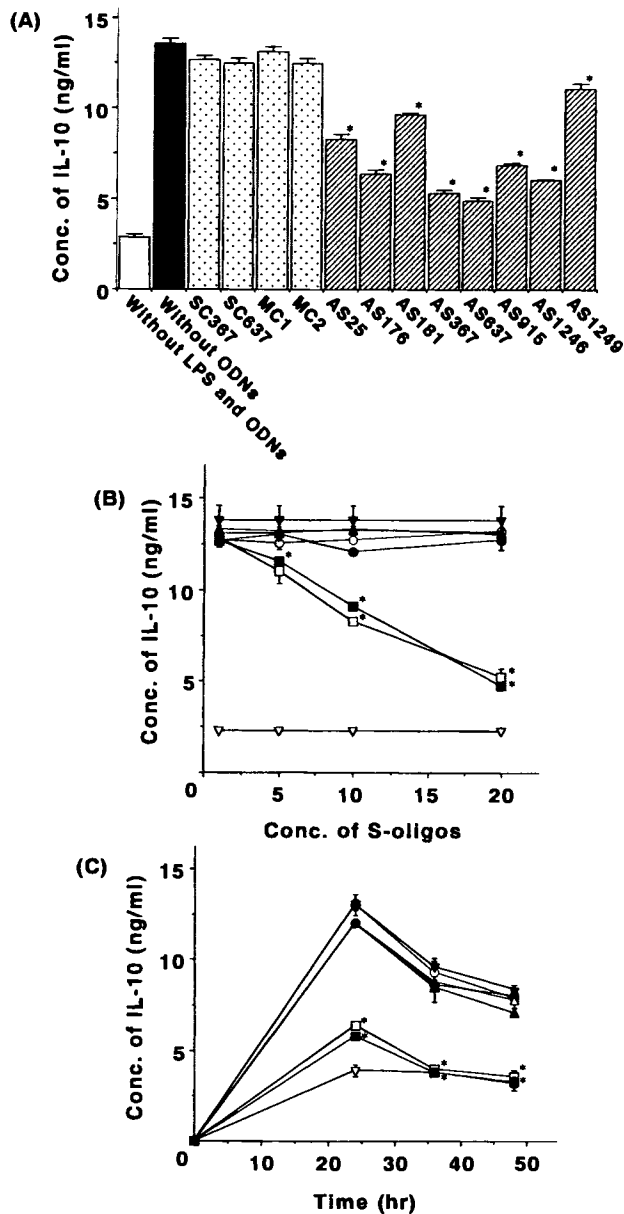 (A)
Conc. of IL-10 (ng/ml)
15
10
5
0
Without LPS and ODNs
Without ODNs
SC367
SC637
MC1
MC2
AS25
AS176
AS181
AS367
AS637
AS915
AS1246
AS1249
* * * * * * * *
(B)
Conc. of IL-10 (ng/ml)
15
10
5
0
0 5 10 15 20
Conc. of S-oligos
* * * * *
(C)
Conc. of IL-10 (ng/ml)
15
10
5
0 10 20 30 40 50
Time (hr)
* * * * * *